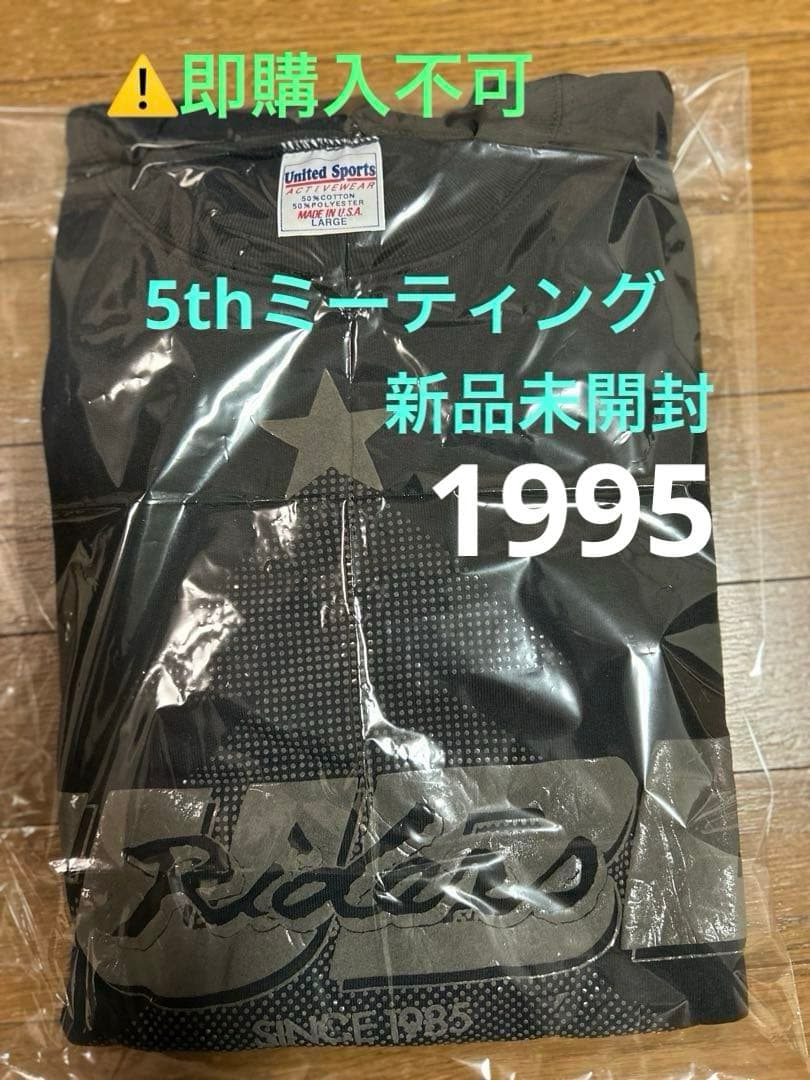 ⚠️即購入不可
United Sports
ACTIVEWEAR
50%COTTON
50%POLYESTER
MADE IN U.S.A.
LARGE
5thミーティング
新品未開封
1995
Riders
SINCE 1985